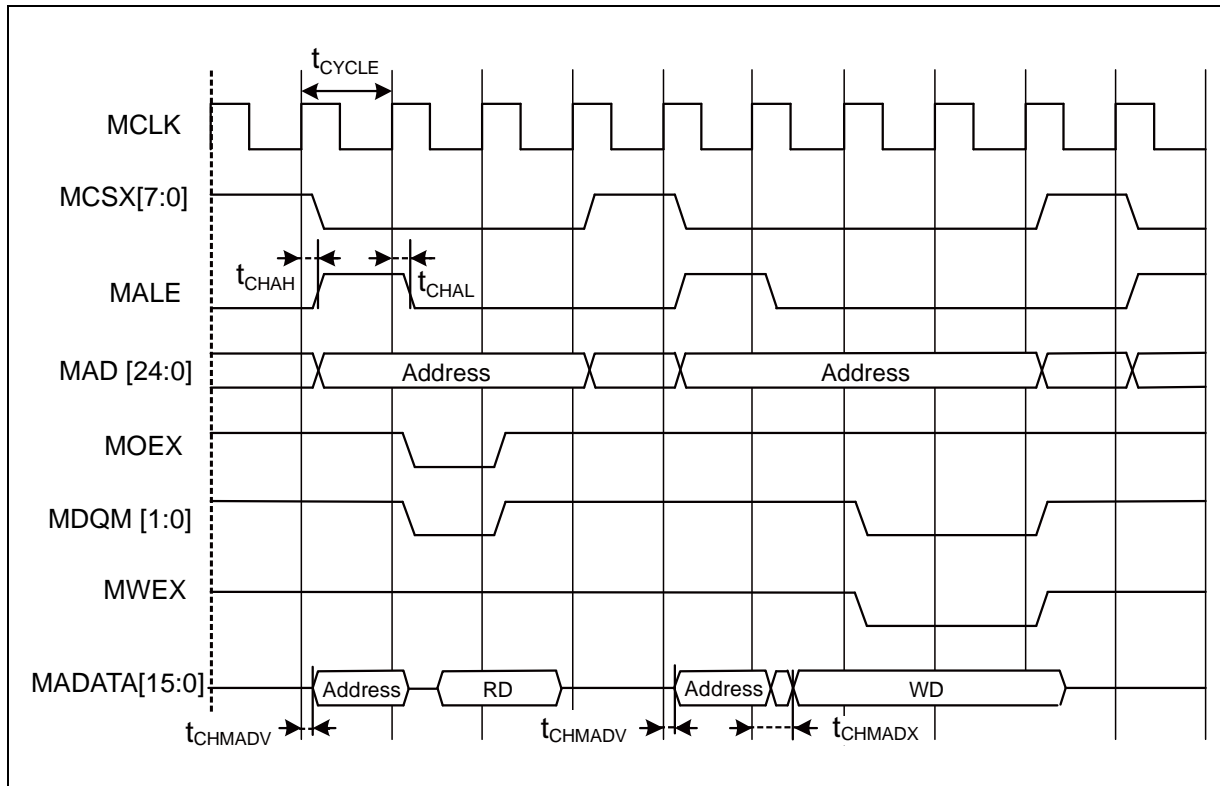 tCYCLE
MCLK
MCSX[7:0]
tCHAH
tCHAL
MALE
MAD [24:0]
Address
Address
MOEX
MDQM [1:0]
MWEX
MADATA[15:0]
Address
RD
Address
WD
tCHMADV
tCHMADV
tCHMADX